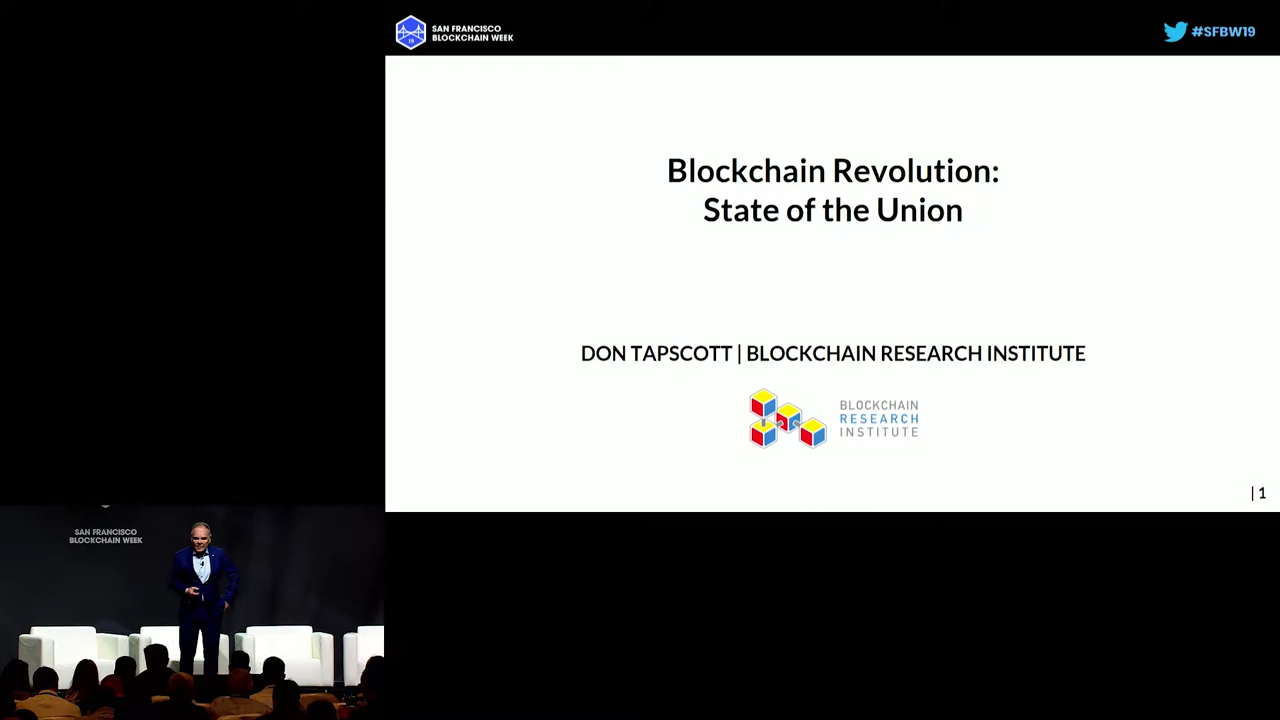 SAN FRANCISCO
BLOCKCHAIN WEEK
19
#SFBW19
Blockchain Revolution:
State of the Union
DON TAPSCOTT | BLOCKCHAIN RESEARCH INSTITUTE
BLOCKCHAIN
RESEARCH
INSTITUTE
| 1
SAN FRANCISCO
BLOCKCHAIN WEEK